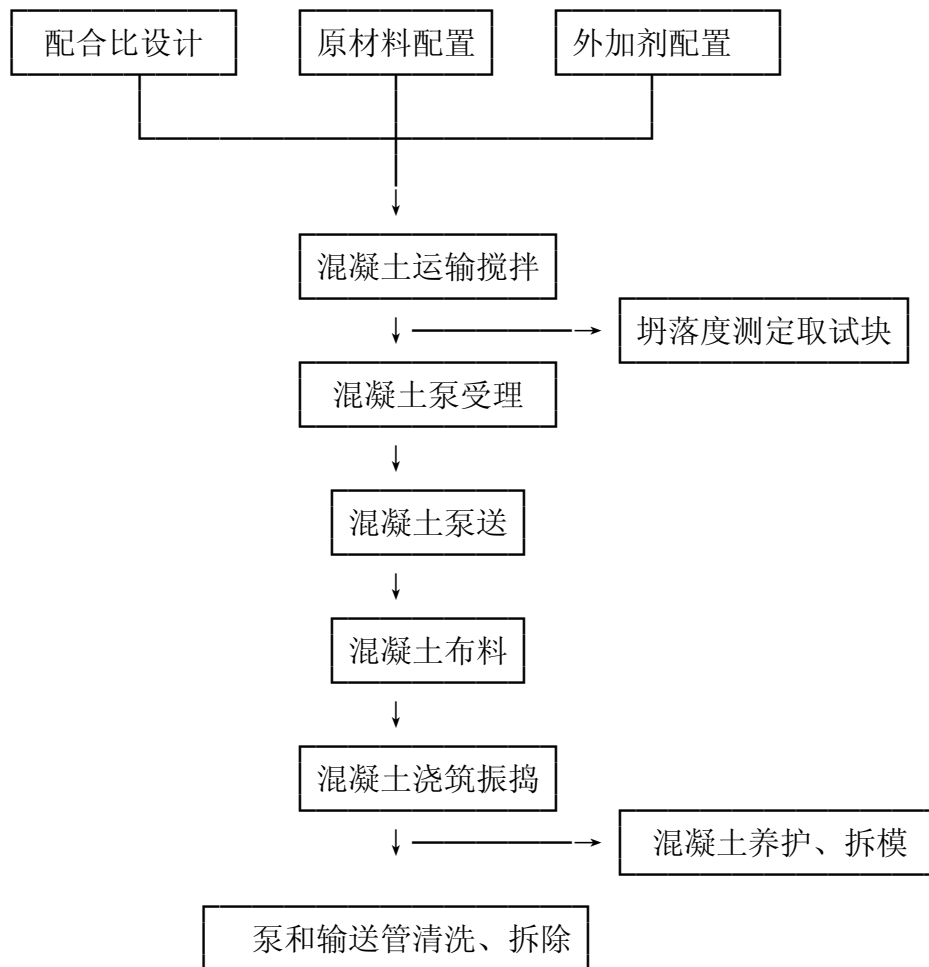 配合比设计 原材料配置 外加剂配置
混凝土运输搅拌
坍落度测定取试块
混凝土泵受理
混凝土泵送
混凝土布料
混凝土浇筑振捣
混凝土养护、拆模
泵和输送管清洗、拆除